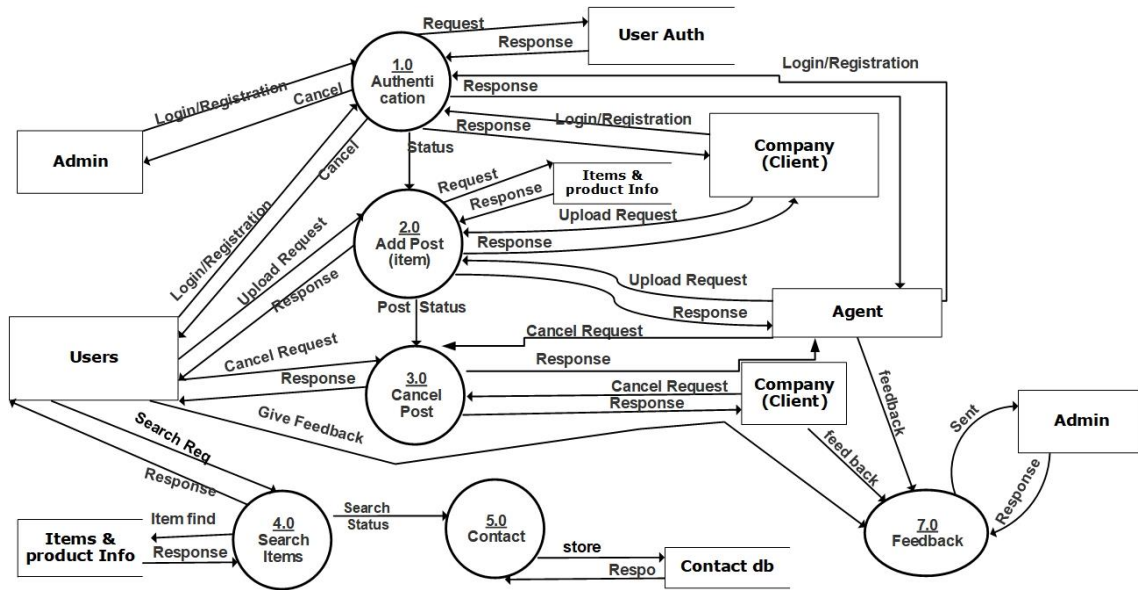 Request
User Auth
Response
1.0
Authenti
cation
Login/Registration
Response
Login/Registration
Cancel
Login/Registration
Response
Company
(Client)
Admin
Status
Cancel
Request
Response
Items &
product Info
Login/Registration
Upload Request
2.0
Add Post
(item)
Upload Request
Response
Response
Upload Request
Response
Post Status
Agent
Users
Cancel Request
Response
3.0
Cancel
Post
Cancel Request
Response
Cancel Request
Response
Company
(Client)
feedback
Give Feedback
feed back
Sent
Admin
Response
Search Req
Response
4.0
Search
Items
Search
Status
5.0
Contact
7.0
Feedback
Items &
product Info
Item find
Response
store
Respo
Contact db